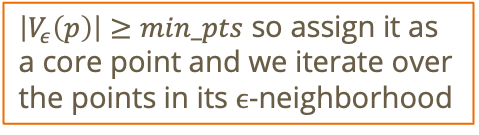 |V_ϵ(p)| ≥ min_pts so assign it as
a core point and we iterate over
the points in its ϵ-neighborhood